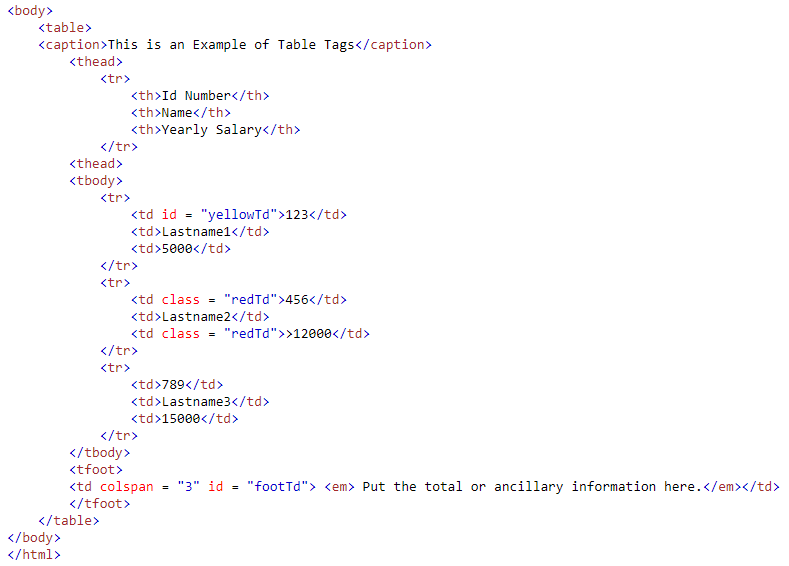 <body>
    <table>
    <caption>This is an Example of Table Tags</caption>
        <thead>
            <tr>
                <th>Id Number</th>
                <th>Name</th>
                <th>Yearly Salary</th>
            </tr>
        <thead>
        <tbody>
            <tr>
                <td id = "yellowTd">123</td>
                <td>Lastname1</td>
                <td>5000</td>
            </tr>
            <tr>
                <td class = "redTd">456</td>
                <td>Lastname2</td>
                <td class = "redTd">>12000</td>
            </tr>
            <tr>
                <td>789</td>
                <td>Lastname3</td>
                <td>15000</td>
            </tr>
        </tbody>
        <tfoot>
        <td colspan = "3" id = "footTd"> <em> Put the total or ancillary information here.</em></td>
        </tfoot>
    </table>
</body>
</html>